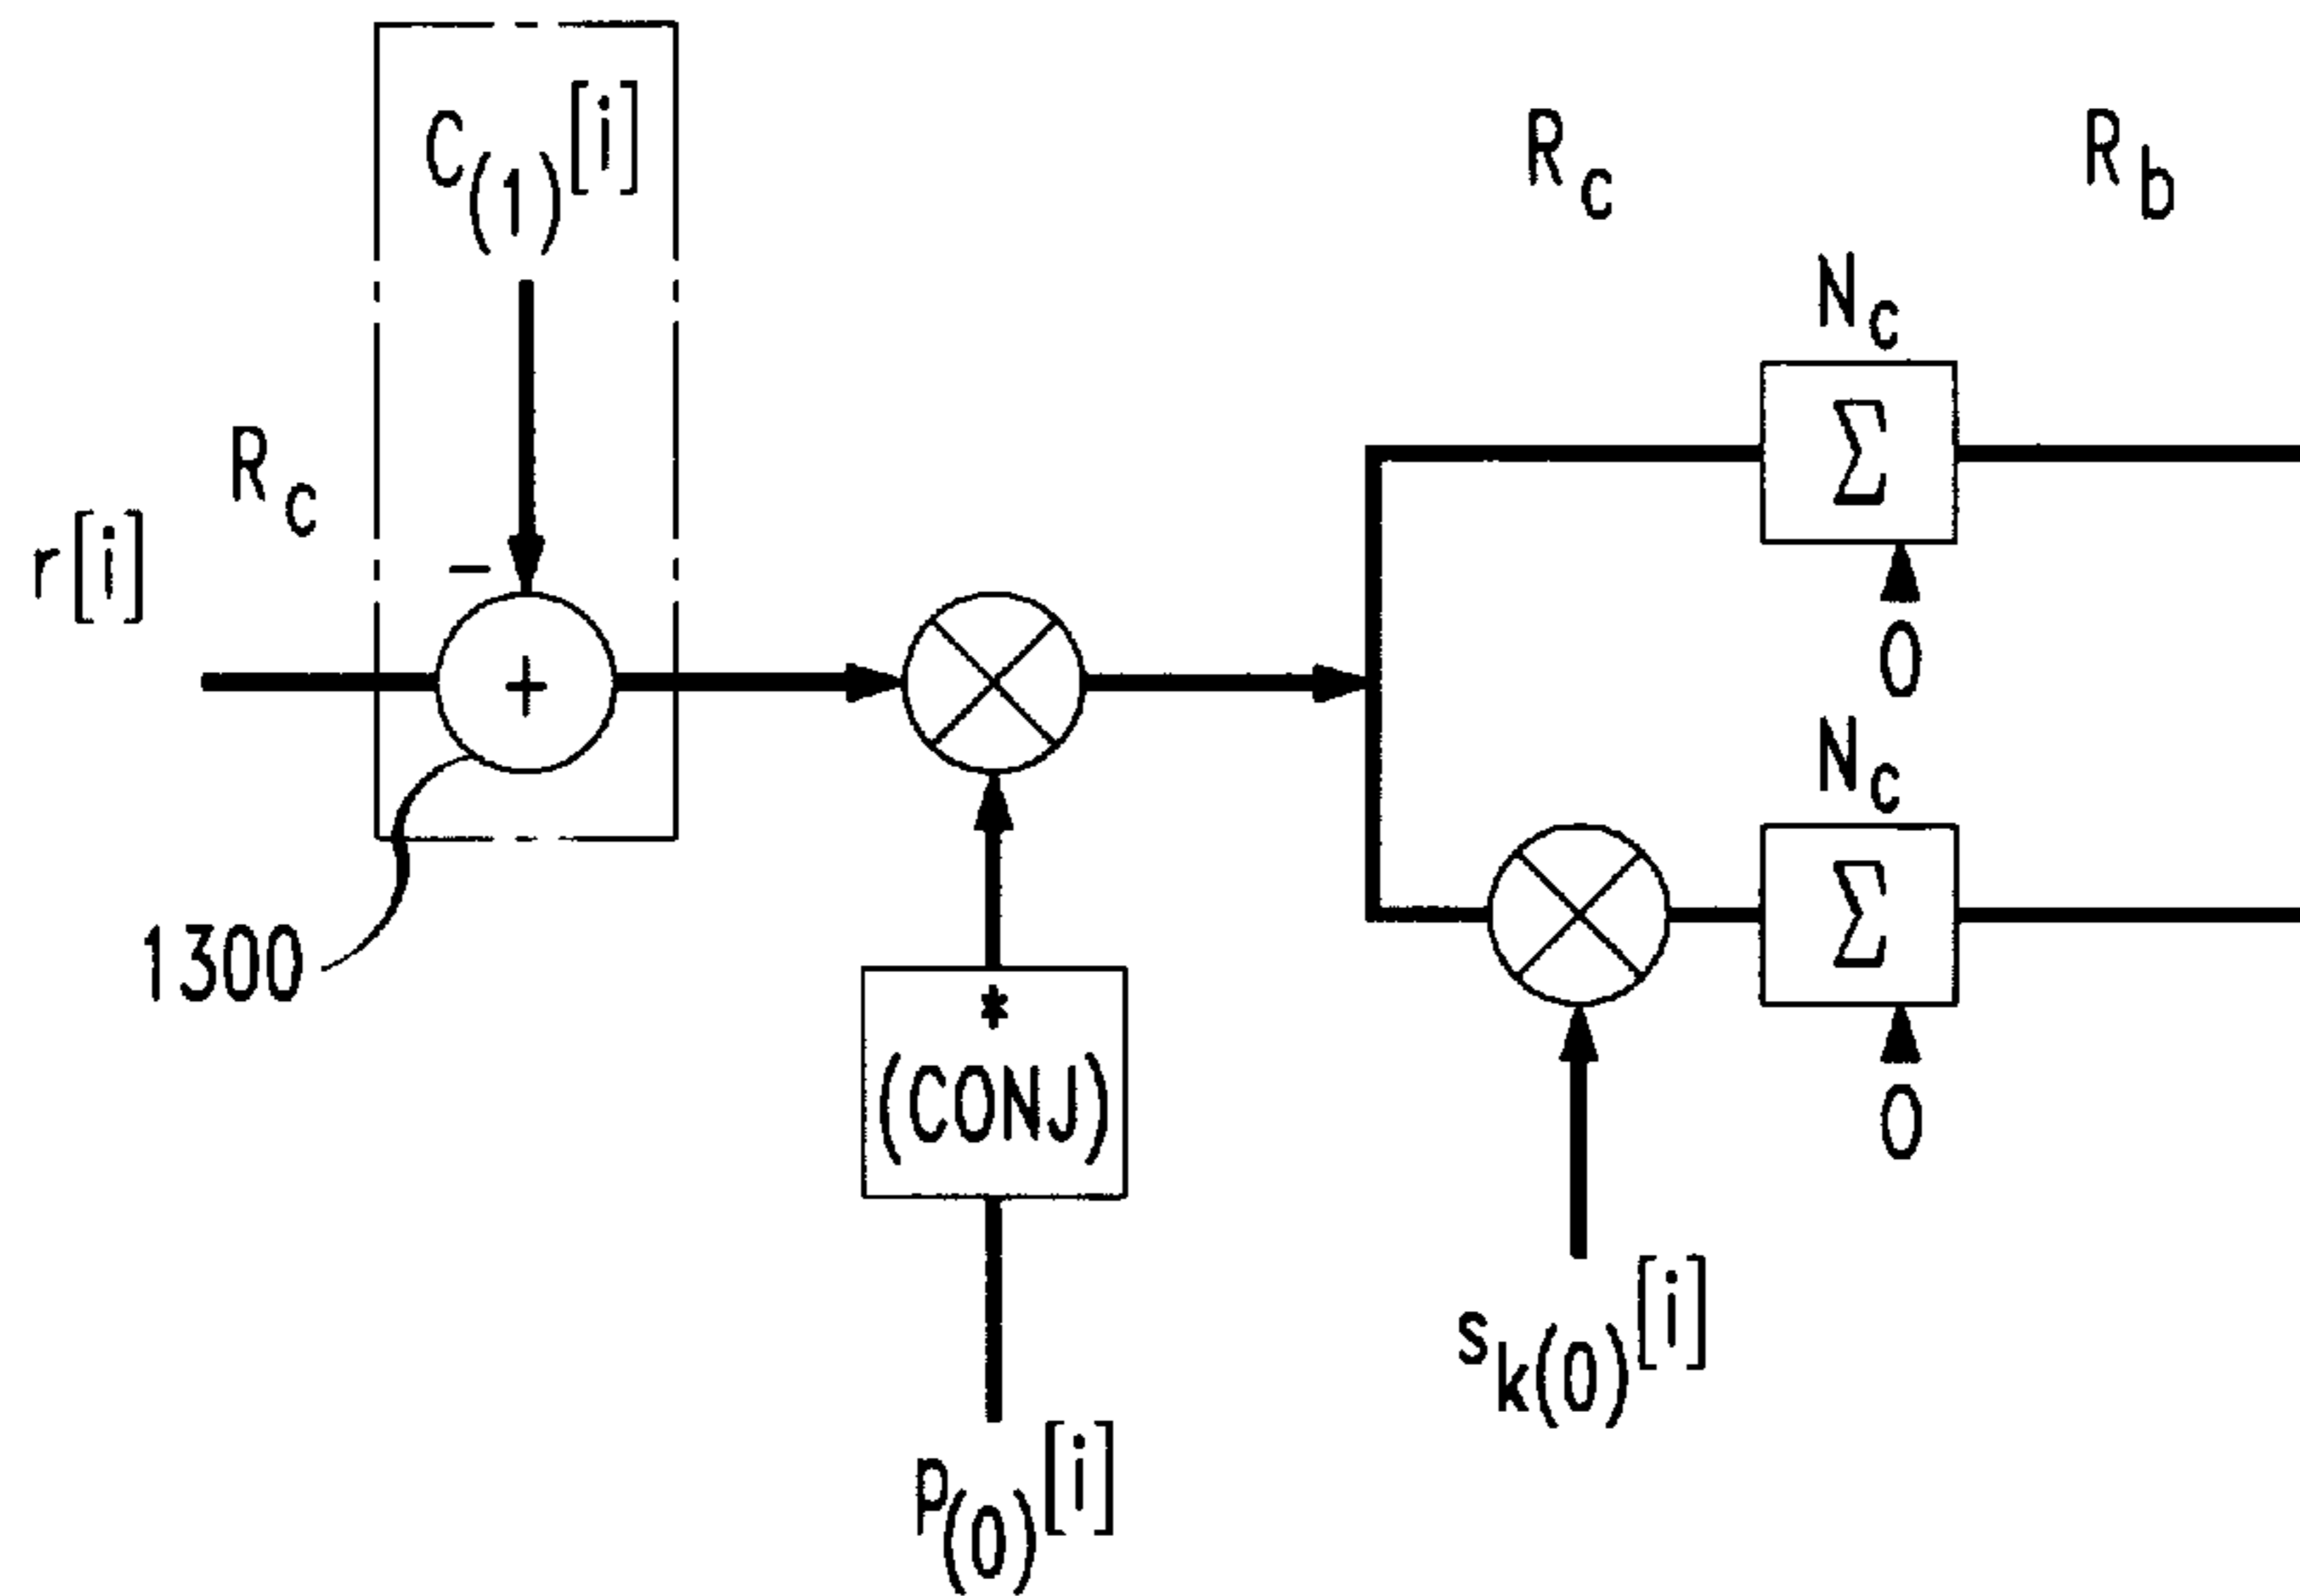 C(1)[i]
Rc
Rb
Nc
Σ
0
Rc
r[i]
-
+
Nc
Σ
0
1300
*
(CONJ)
sk(0)[i]
p(0)[i]